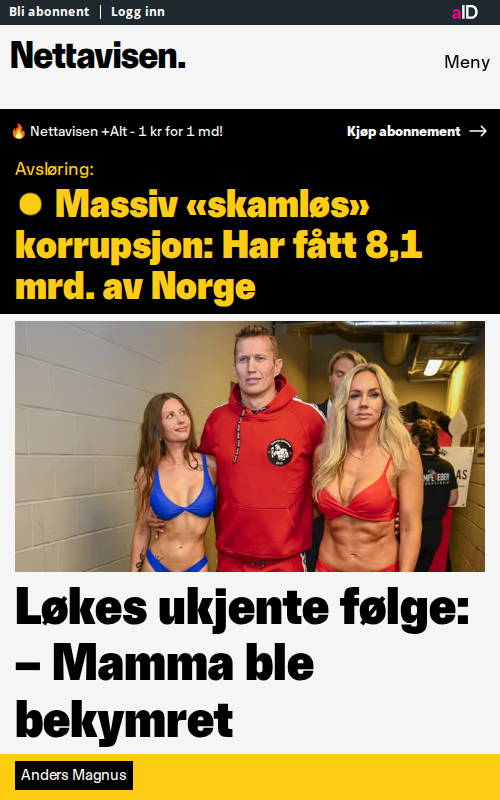 Bli abonnent | Logg inn
aID
Nettavisen.
Meny
🔥 Nettavisen +Alt - 1 kr for 1 md!
Kjøp abonnement →
Avsløring:
Massiv «skamløs»
korrupsjon: Har fått 8,1
mrd. av Norge
Løkes ukjente følge:
– Mamma ble
bekymret
Anders Magnus